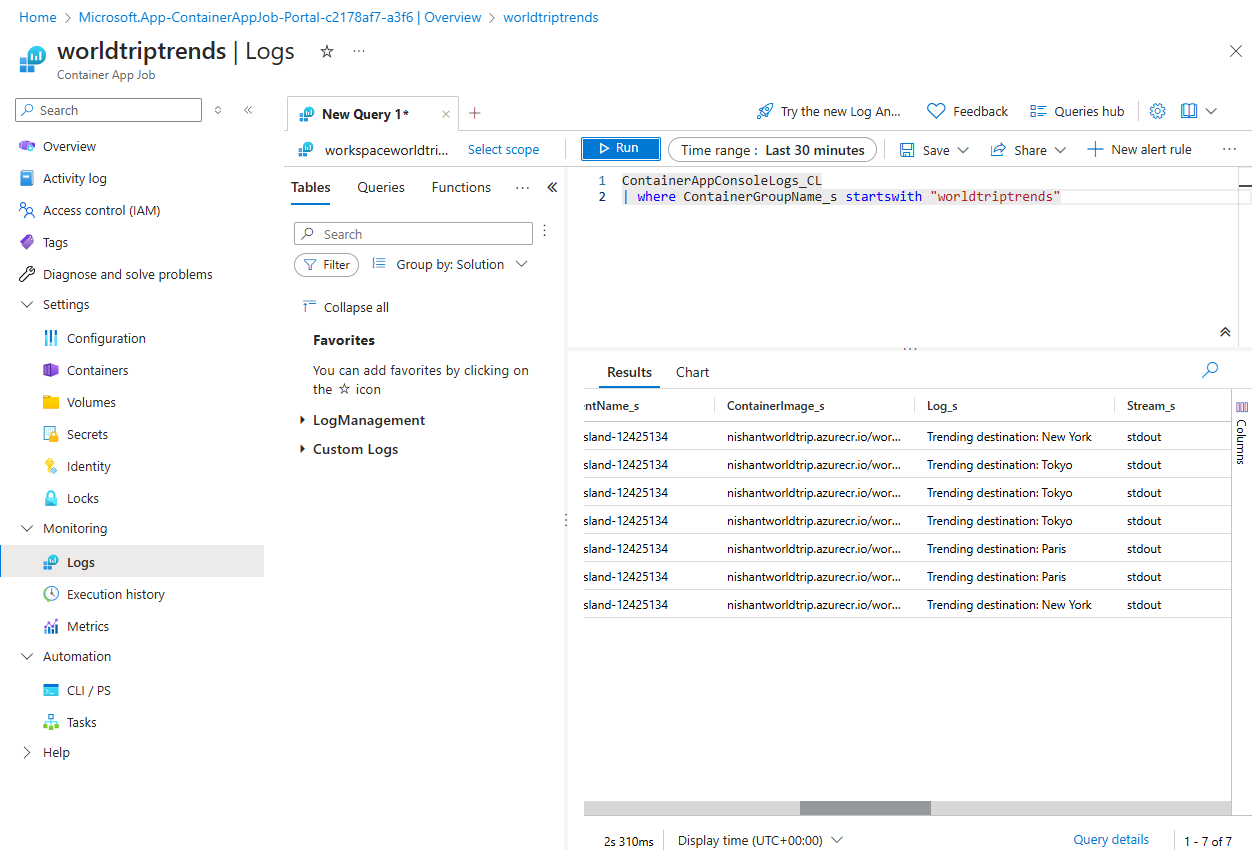 Home > Microsoft.App-ContainerAppJob-Portal-c2178af7-a3f6 | Overview > worldtriptrends
worldtriptrends | Logs
Container App Job
Search
Overview
Activity log
Access control (IAM)
Tags
Diagnose and solve problems
Settings
Configuration
Containers
Volumes
Secrets
Identity
Locks
Monitoring
Logs
Execution history
Metrics
Automation
CLI / PS
Tasks
Help
New Query 1*
Try the new Log An...
Feedback
Queries hub
workspaceworldtri...
Select scope
Run
Time range : Last 30 minutes
Save
Share
New alert rule
Tables
Queries
Functions
Search
Filter
Group by: Solution
Collapse all
Favorites
You can add favorites by clicking on
the ☆ icon
LogManagement
Custom Logs
1 ContainerAppConsoleLogs_CL
2 | where ContainerGroupName_s startswith "worldtriptrends"
Results
Chart
ntName_s ContainerImage_s Log_s Stream_s
sland-12425134 nishantworldtrip.azurecr.io/wor... Trending destination: New York stdout
sland-12425134 nishantworldtrip.azurecr.io/wor... Trending destination: Tokyo stdout
sland-12425134 nishantworldtrip.azurecr.io/wor... Trending destination: Tokyo stdout
sland-12425134 nishantworldtrip.azurecr.io/wor... Trending destination: Tokyo stdout
sland-12425134 nishantworldtrip.azurecr.io/wor... Trending destination: Paris stdout
sland-12425134 nishantworldtrip.azurecr.io/wor... Trending destination: Paris stdout
sland-12425134 nishantworldtrip.azurecr.io/wor... Trending destination: New York stdout
Columns
2s 310ms
Display time (UTC+00:00)
Query details
1 - 7 of 7